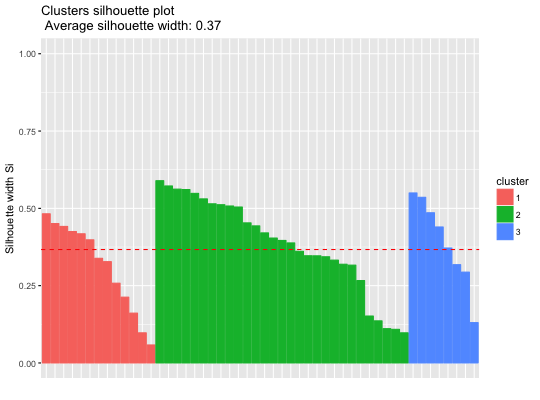 Clusters silhouette plot
Average silhouette width: 0.37
1.00
0.75
0.50
0.25
0.00
Silhouette width Si
cluster
1
2
3